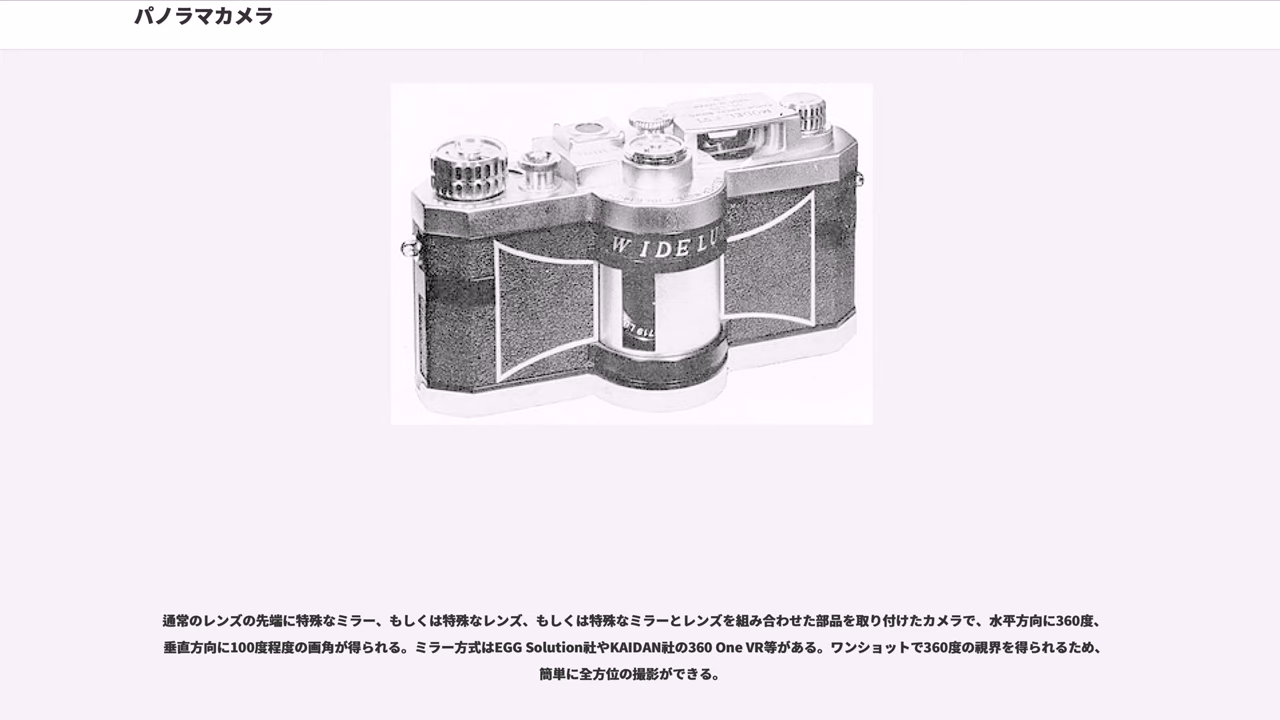 パノラマカメラ
WIDELU
通常のレンズの先端に特殊なミラー、もしくは特殊なレンズ、もしくは特殊なミラーとレンズを組み合わせた部品を取り付けたカメラで、水平方向に360度、
垂直方向に100度程度の画角が得られる。ミラー方式はEGG Solution社やKAIDAN社の360 One VR等がある。ワンショットで360度の視界を得られるため、
簡単に全方位の撮影ができる。